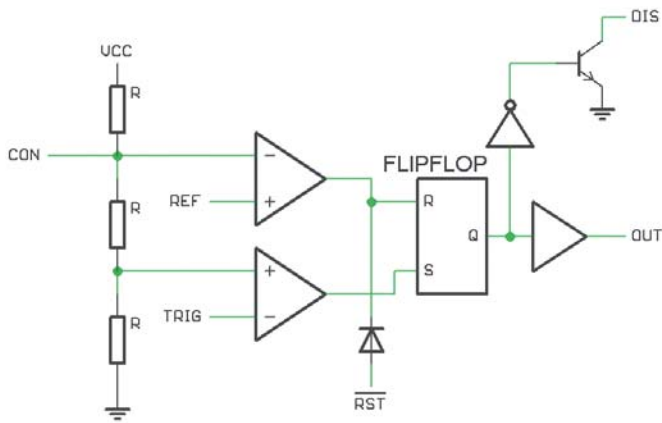 DIS
VCC
R
CON
FLIPFLOP
−
REF
+
R
R
Q
OUT
+
S
TRIG
−
R
RST